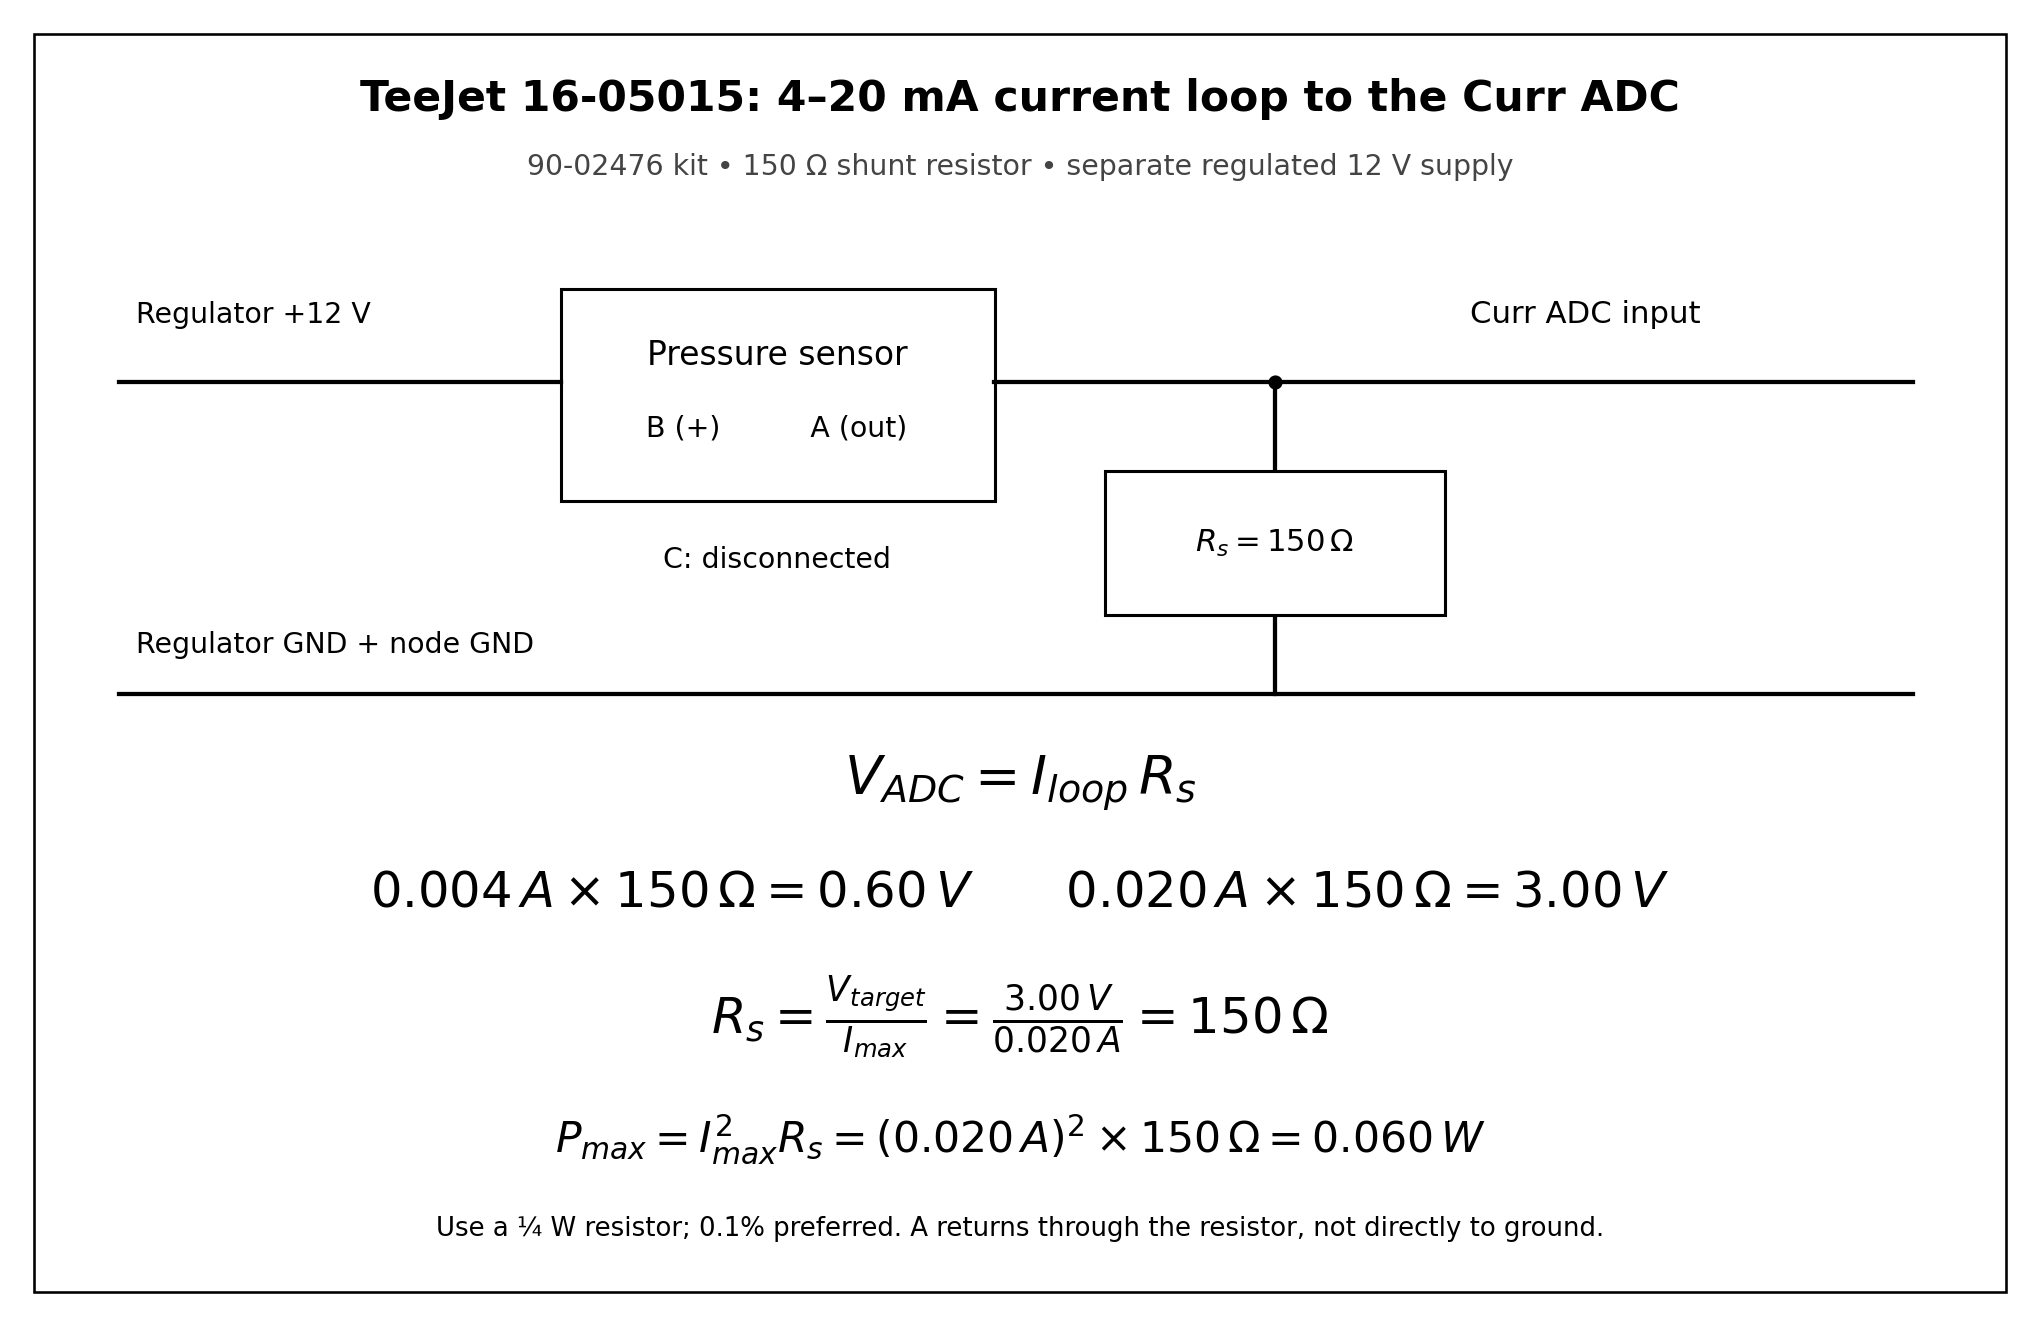 TeeJet 16-05015: 4–20 mA current loop to the Curr ADC
90-02476 kit • 150 Ω shunt resistor • separate regulated 12 V supply
Regulator +12 V
Curr ADC input
Pressure sensor
B (+) A (out)
R_s = 150 Ω
C: disconnected
Regulator GND + node GND
V_ADC = I_loop R_s
0.004 A × 150 Ω = 0.60 V 0.020 A × 150 Ω = 3.00 V
R_s = V_target / I_max = 3.00 V / 0.020 A = 150 Ω
P_max = I²_max R_s = (0.020 A)² × 150 Ω = 0.060 W
Use a ¼ W resistor; 0.1% preferred. A returns through the resistor, not directly to ground.